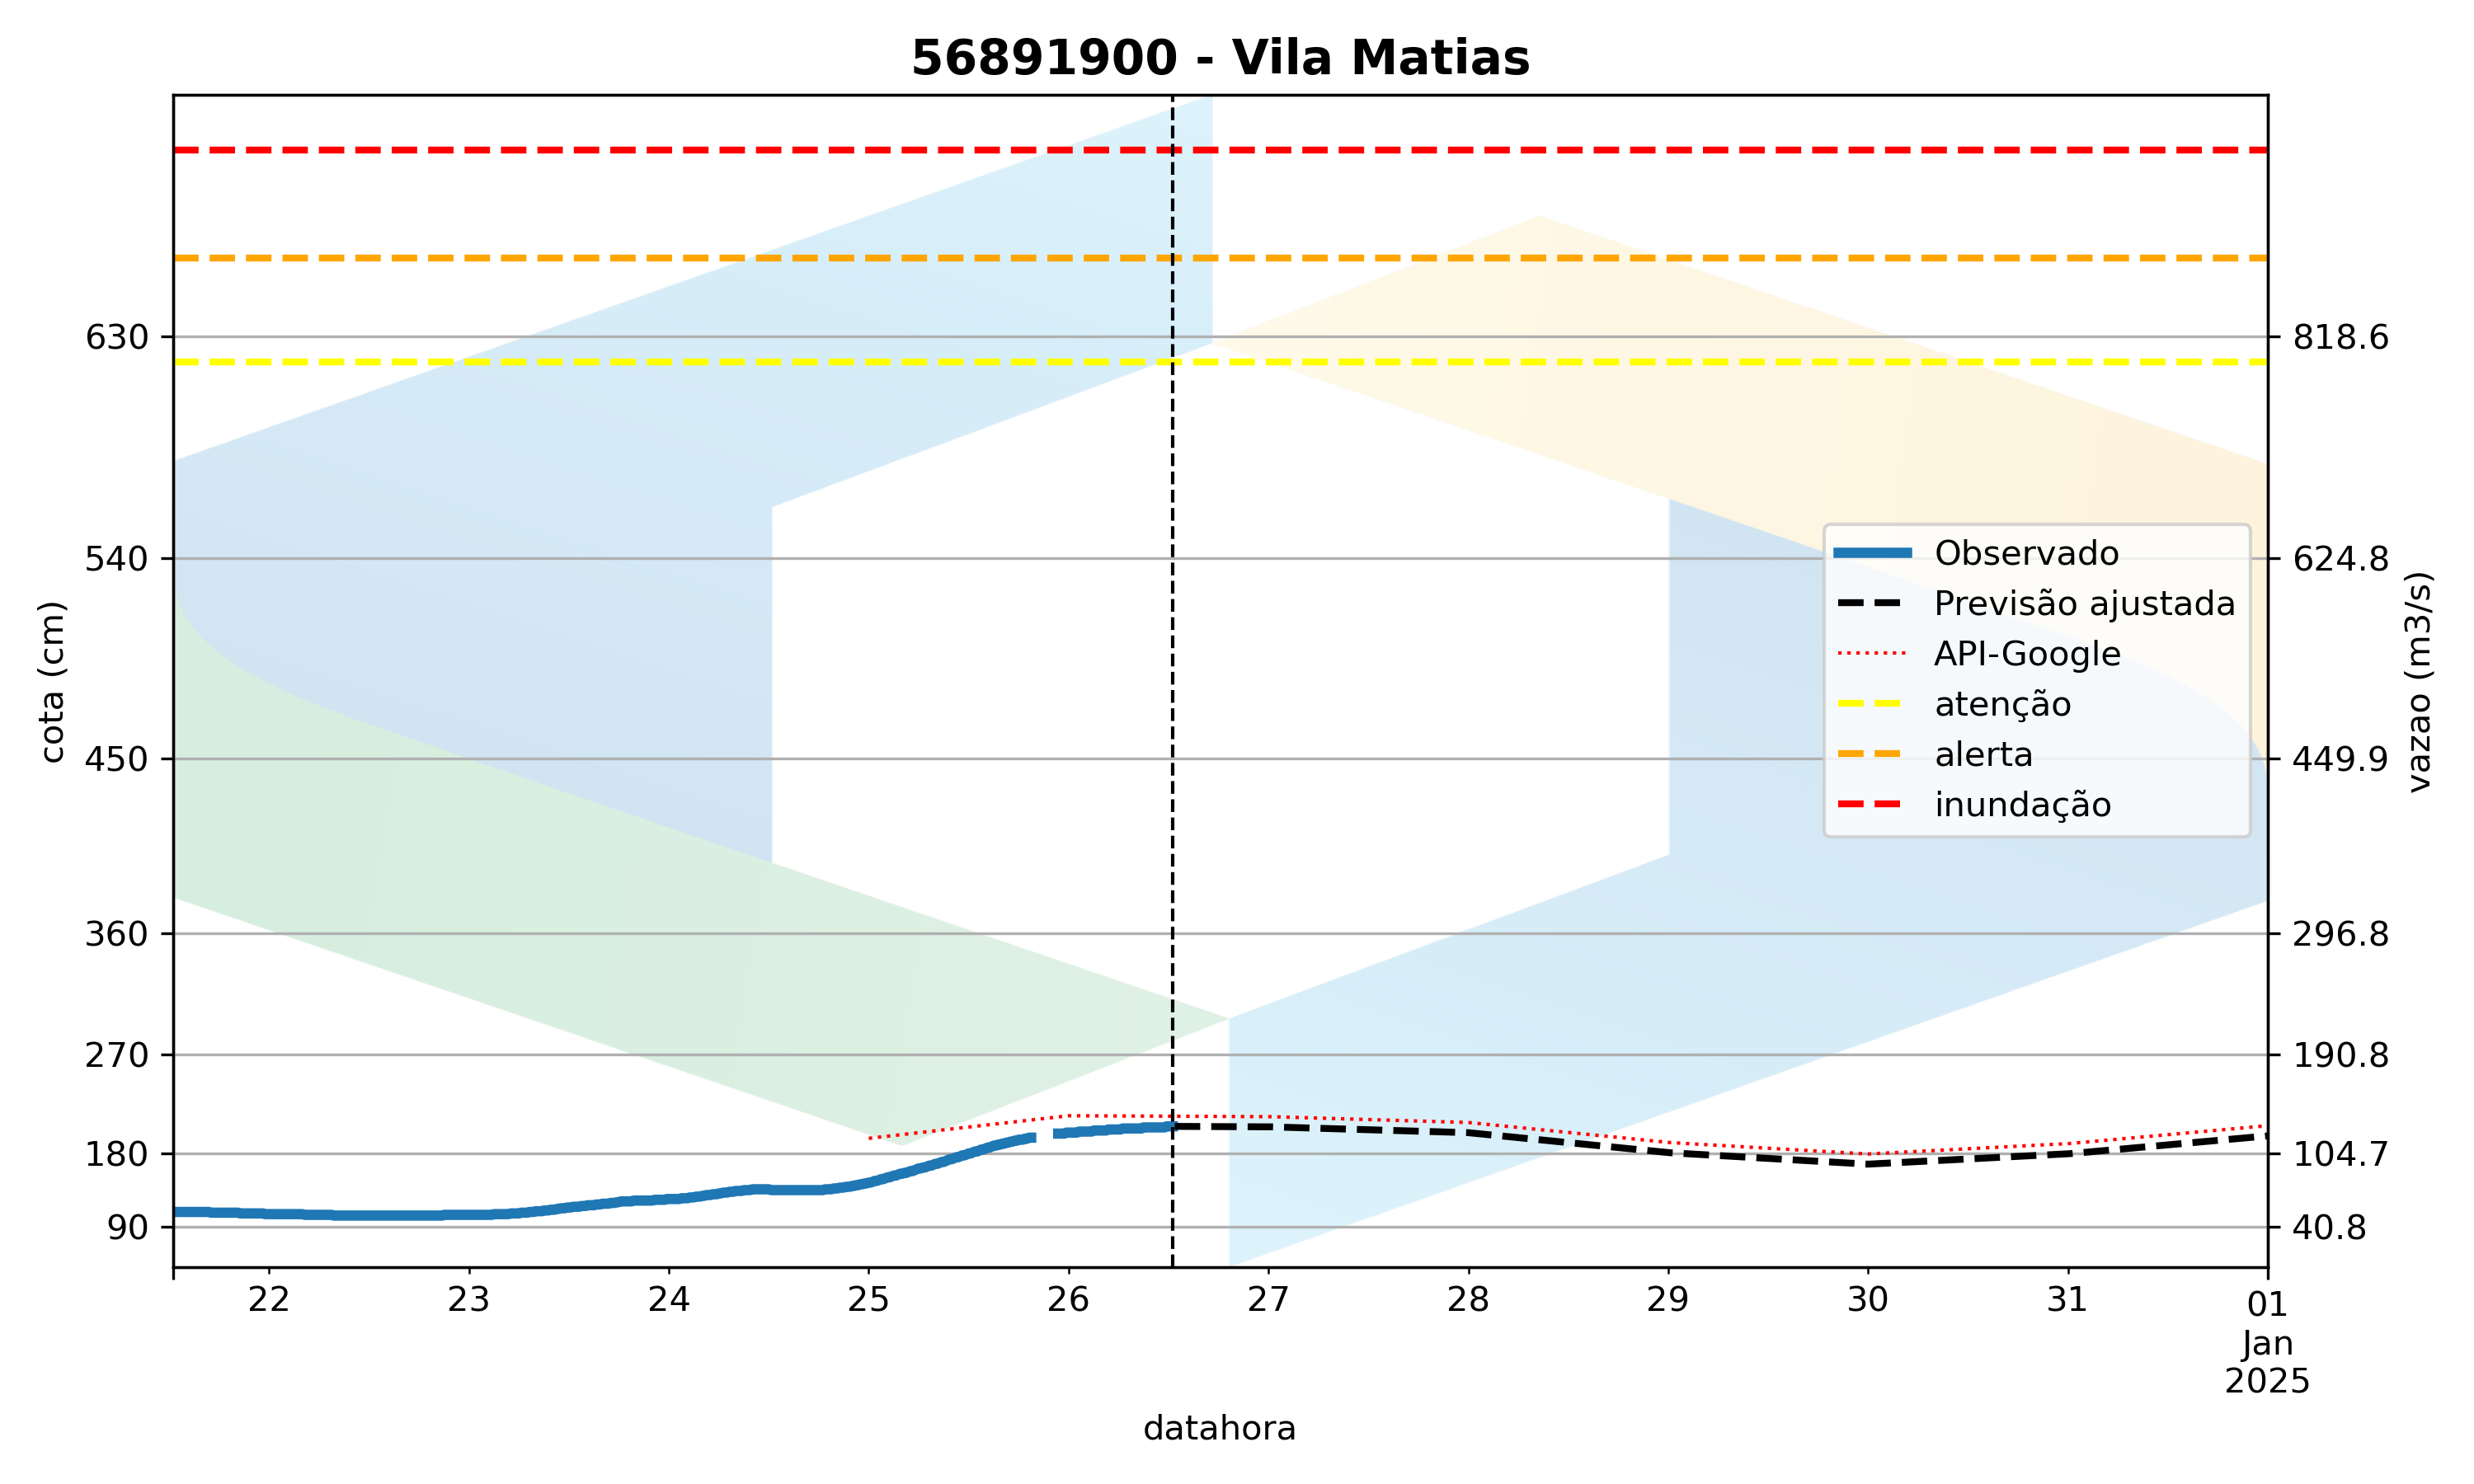 56891900 - Vila Matias
630
540
450
360
270
180
90
cota (cm)
818.6
624.8
449.9
296.8
190.8
104.7
40.8
vazao (m3/s)
Observado
Previsão ajustada
API-Google
atenção
alerta
inundação
22 23 24 25 26 27 28 29 30 31 01
Jan
2025
datahora